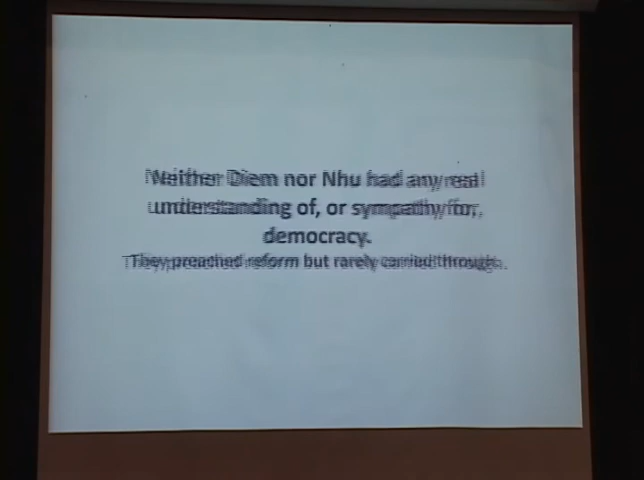 Neither Diem nor Nhu had any real
understanding of, or sympathy for,
democracy.
They preached reform but rarely carried through.